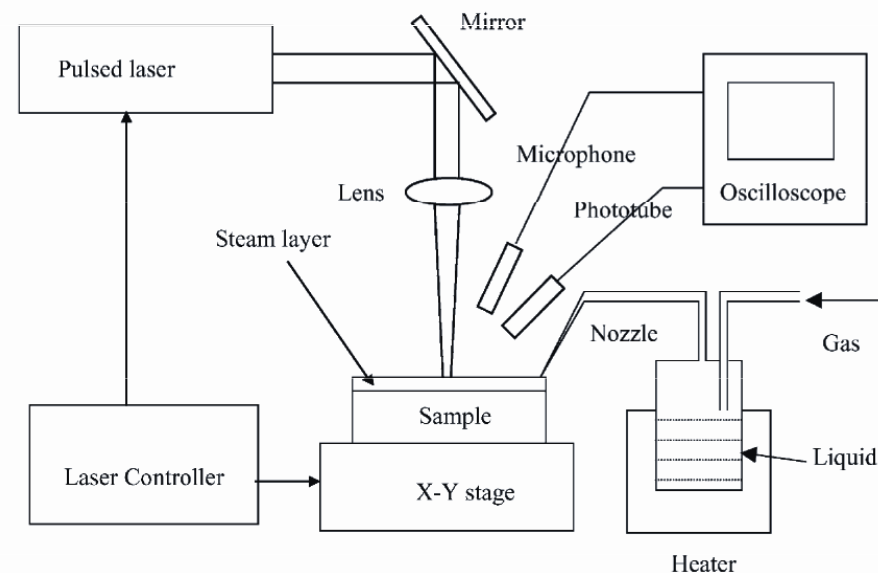 Mirror
Pulsed laser
Microphone
Lens
Phototube
Oscilloscope
Steam layer
Nozzle
Gas
Sample
Laser Controller
X-Y stage
Liquid
Heater